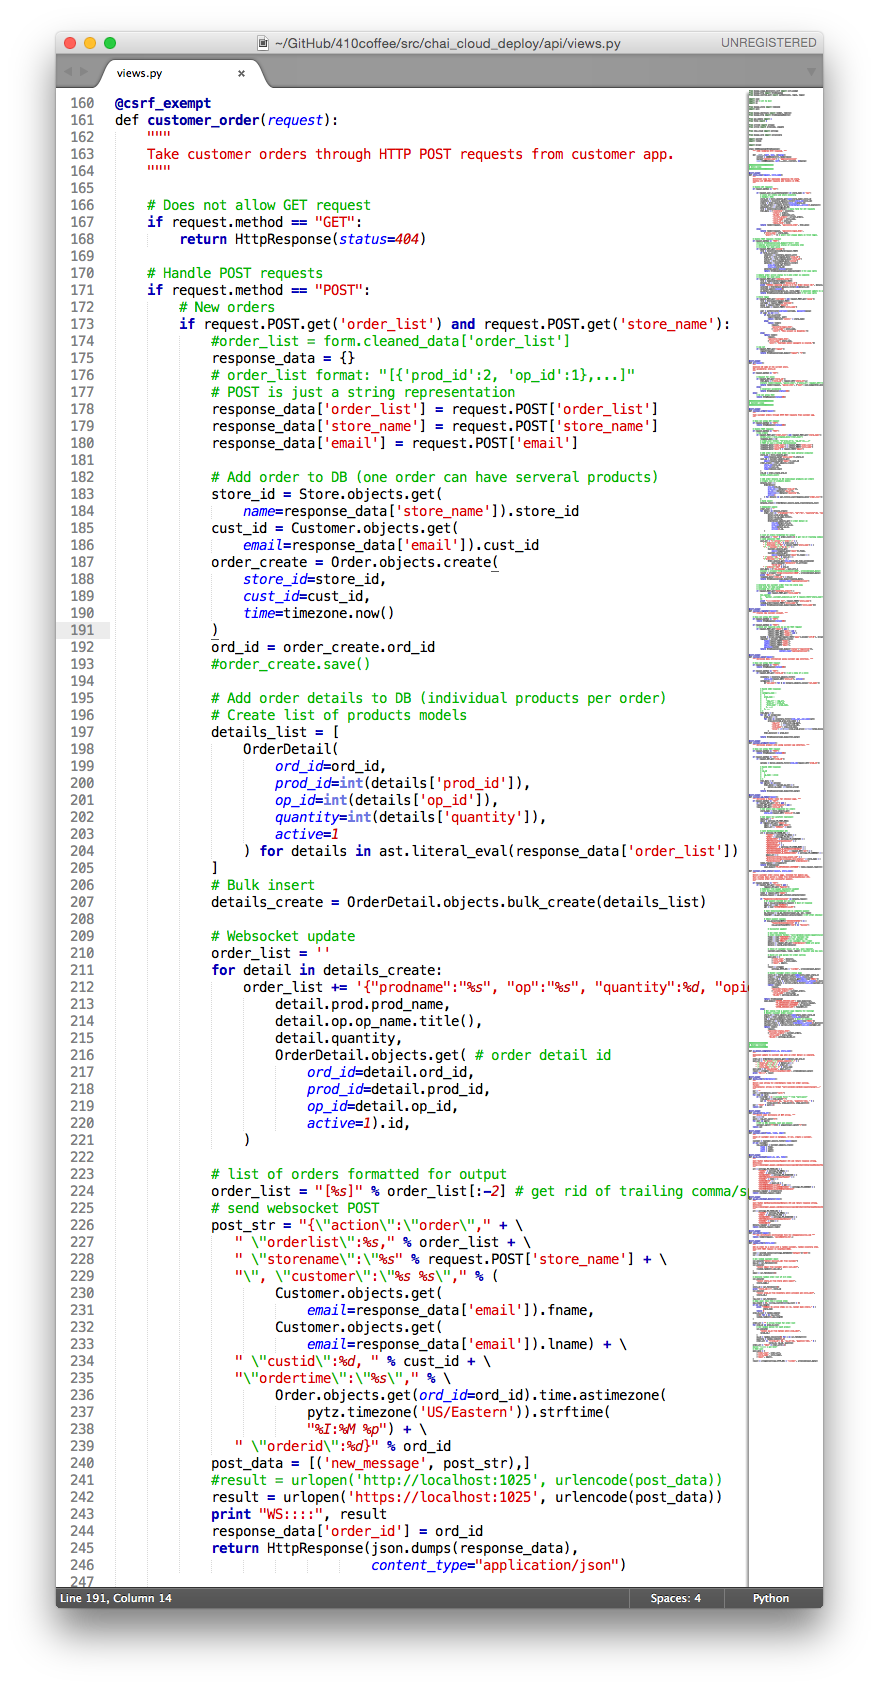 ~/GitHub/410coffee/src/chai_cloud_deploy/api/views.py
UNREGISTERED
views.py ×
160 @csrf_exempt
161 def customer_order(request):
162     """
163     Take customer orders through HTTP POST requests from customer app.
164     """
165
166     # Does not allow GET request
167     if request.method == "GET":
168         return HttpResponse(status=404)
169
170     # Handle POST requests
171     if request.method == "POST":
172         # New orders
173         if request.POST.get('order_list') and request.POST.get('store_name'):
174             #order_list = form.cleaned_data['order_list']
175             response_data = {}
176             # order_list format: "[{'prod_id':2, 'op_id':1},...]"
177             # POST is just a string representation
178             response_data['order_list'] = request.POST['order_list']
179             response_data['store_name'] = request.POST['store_name']
180             response_data['email'] = request.POST['email']
181
182             # Add order to DB (one order can have serveral products)
183             store_id = Store.objects.get(
184                 name=response_data['store_name']).store_id
185             cust_id = Customer.objects.get(
186                 email=response_data['email']).cust_id
187             order_create = Order.objects.create(
188                 store_id=store_id,
189                 cust_id=cust_id,
190                 time=timezone.now()
191             )
192             ord_id = order_create.ord_id
193             #order_create.save()
194
195             # Add order details to DB (individual products per order)
196             # Create list of products models
197             details_list = [
198                 OrderDetail(
199                     ord_id=ord_id,
200                     prod_id=int(details['prod_id']),
201                     op_id=int(details['op_id']),
202                     quantity=int(details['quantity']),
203                     active=1
204                 ) for details in ast.literal_eval(response_data['order_list'])
205             ]
206             # Bulk insert
207             details_create = OrderDetail.objects.bulk_create(details_list)
208
209             # Websocket update
210             order_list = ''
211             for detail in details_create:
212                 order_list += '{"prodname":"%s", "op":"%s", "quantity":%d, "opi
213                     detail.prod.prod_name,
214                     detail.op.op_name.title(),
215                     detail.quantity,
216                     OrderDetail.objects.get( # order detail id
217                         ord_id=detail.ord_id,
218                         prod_id=detail.prod_id,
219                         op_id=detail.op_id,
220                         active=1).id,
221                 )
222
223             # list of orders formatted for output
224             order_list = "[%s]" % order_list[:-2] # get rid of trailing comma/s
225             # send websocket POST
226             post_str = "{\"action\":\"order\"," + \
227                " \"orderlist\":%s," % order_list + \
228                " \"storename\":\"%s" % request.POST['store_name'] + \
229                "\", \"customer\":\"%s %s\"," % (
230                     Customer.objects.get(
231                         email=response_data['email']).fname,
232                     Customer.objects.get(
233                         email=response_data['email']).lname) + \
234                " \"custid\":%d, " % cust_id + \
235                "\"ordertime\":\"%s\"," % \
236                     Order.objects.get(ord_id=ord_id).time.astimezone(
237                         pytz.timezone('US/Eastern')).strftime(
238                         "%I:%M %p") + \
239                " \"orderid\":%d}" % ord_id
240             post_data = [('new_message', post_str),]
241             #result = urlopen('http://localhost:1025', urlencode(post_data))
242             result = urlopen('https://localhost:1025', urlencode(post_data))
243             print "WS::::", result
244             response_data['order_id'] = ord_id
245             return HttpResponse(json.dumps(response_data),
246                                 content_type="application/json")
247
Line 191, Column 14
Spaces: 4
Python